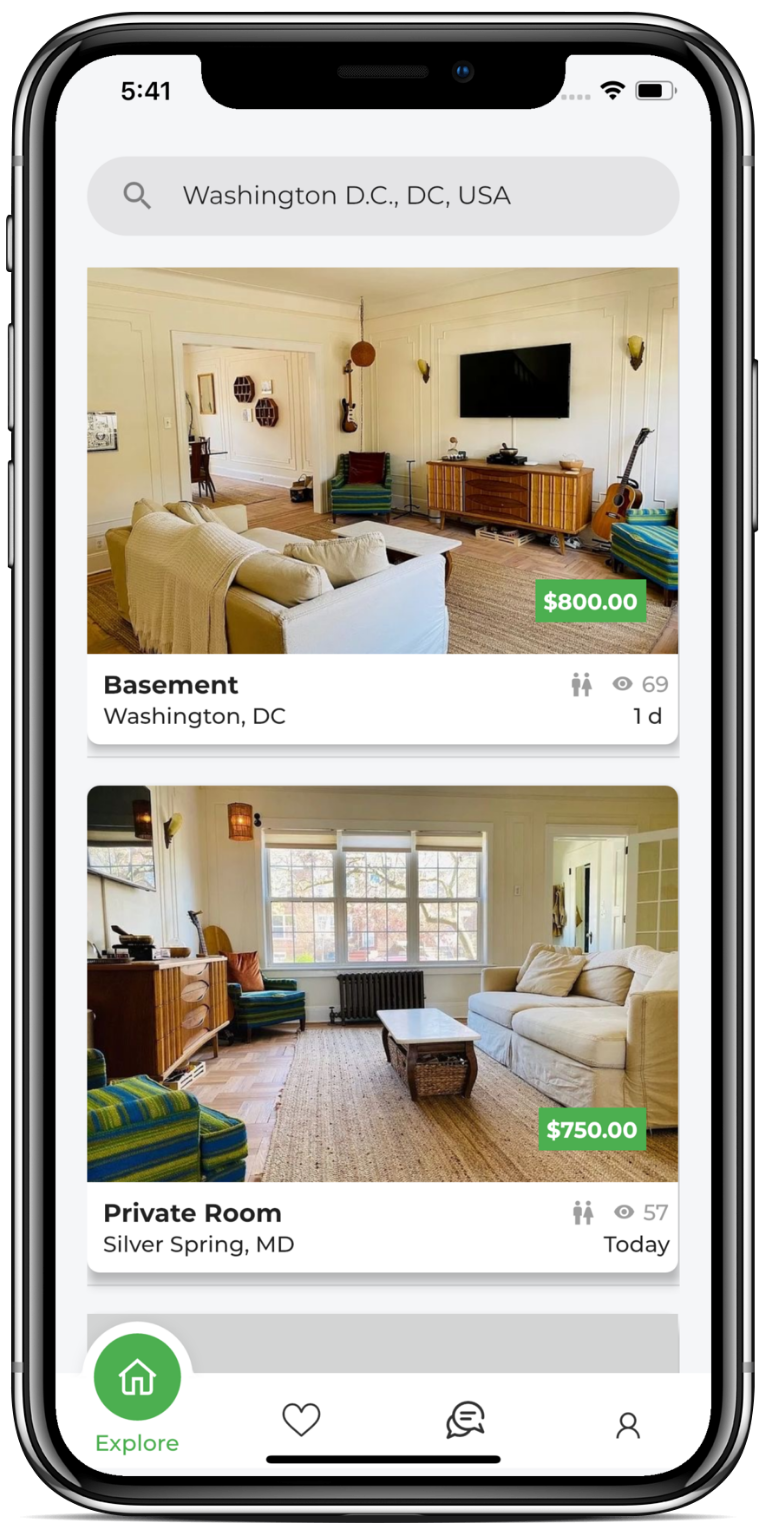 5:41
Washington D.C., DC, USA
$800.00
Basement
69
Washington, DC
1 d
$750.00
Private Room
57
Silver Spring, MD
Today
Explore